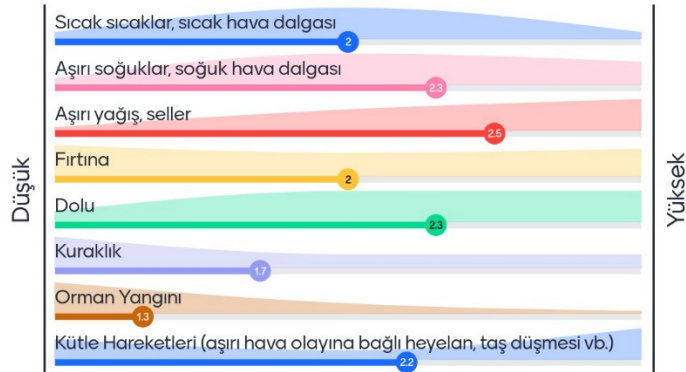 Sıcak sıcaklar, sıcak hava dalgası
2
Aşırı soğuklar, soğuk hava dalgası
2.3
Aşırı yağış, seller
2.5
Fırtına
2
Dolu
2.3
Kuraklık
1.7
Orman Yangını
1.3
Kütle Hareketleri (aşırı hava olayına bağlı heyelan, taş düşmesi vb.)
2.2
Düşük
Yüksek